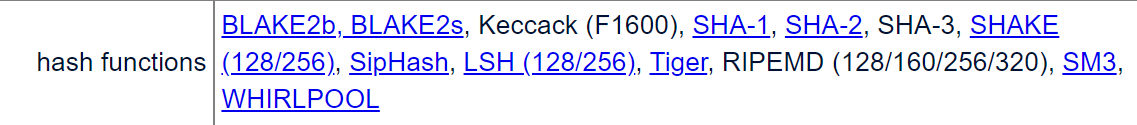 BLAKE2b, BLAKE2s, Keccack (F1600), SHA-1, SHA-2, SHA-3, SHAKE
hash functions (128/256), SipHash, LSH (128/256), Tiger, RIPEMD (128/160/256/320), SM3,
WHIRLPOOL